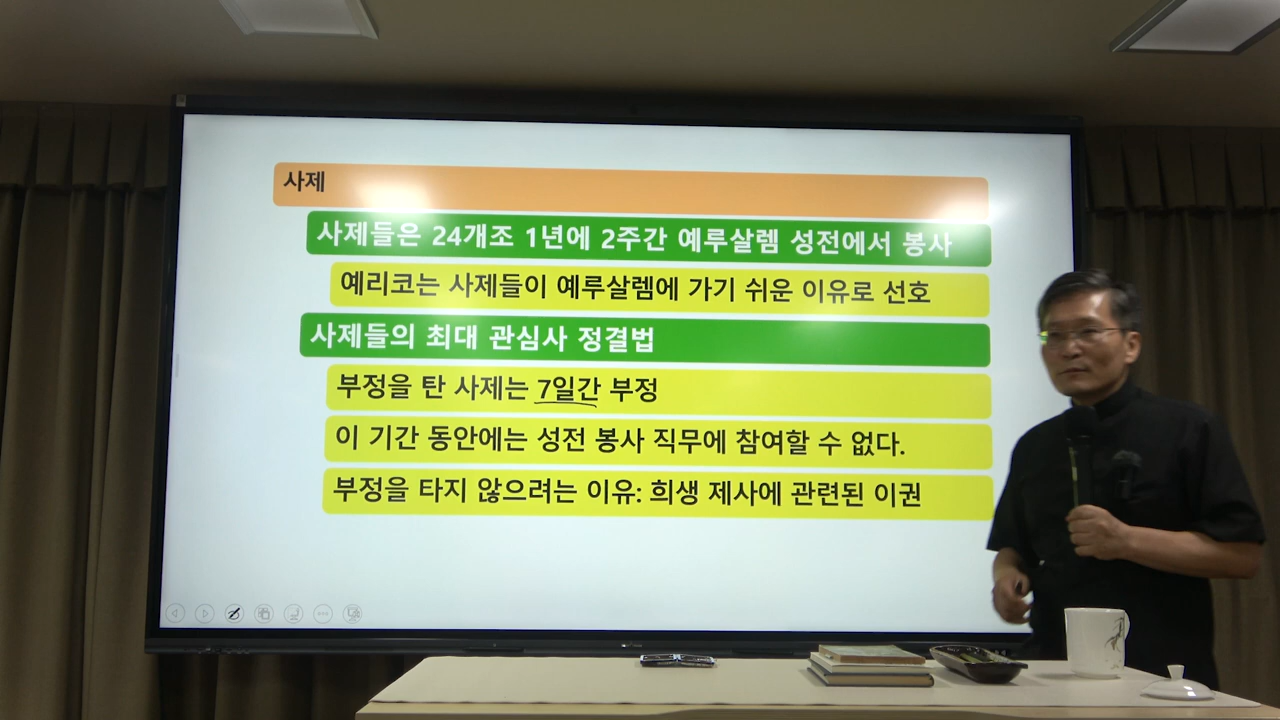 사제
사제들은 24개조 1년에 2주간 예루살렘 성전에서 봉사
예리코는 사제들이 예루살렘에 가기 쉬운 이유로 선호
사제들의 최대 관심사 정결법
부정을 탄 사제는 7일간 부정
이 기간 동안에는 성전 봉사 직무에 참여할 수 없다.
부정을 타지 않으려는 이유: 희생 제사에 관련된 이권